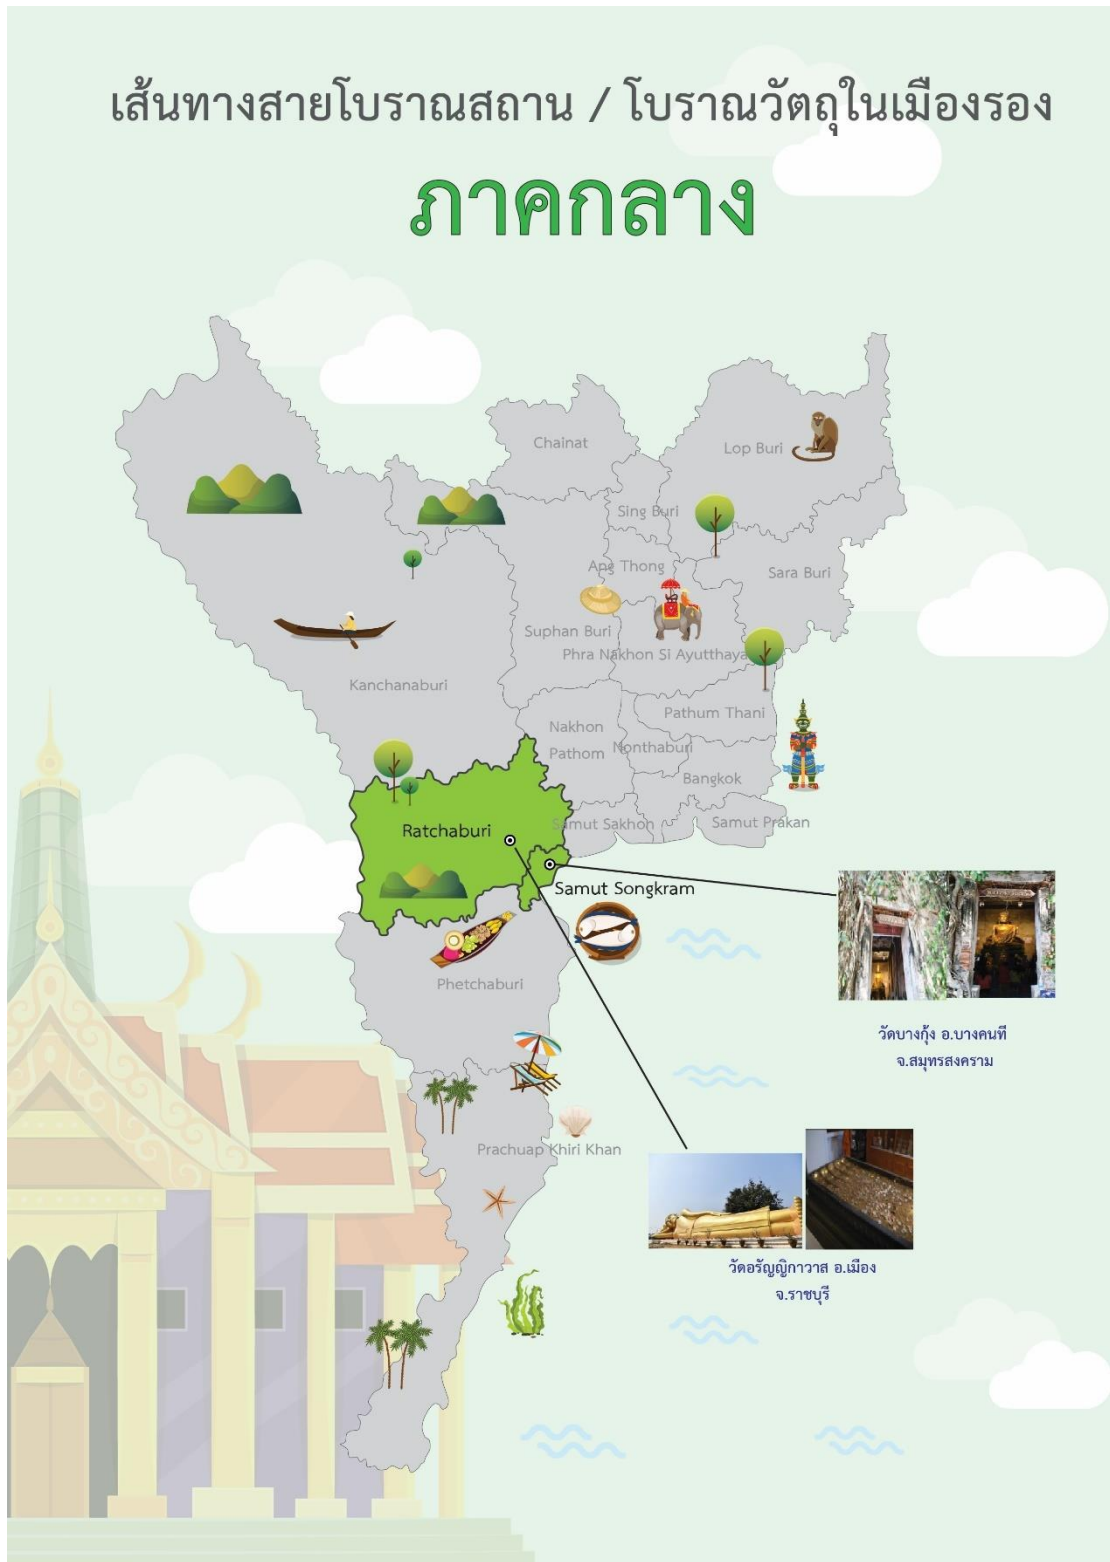 เส้นทางสายโบราณสถาน / โบราณวัตถุในเมืองรอง
ภาคกลาง
Chainat
Lop Buri
Sing Buri
Ang Thong
Sara Buri
Suphan Buri
Phra Nakhon Si Ayutthaya
Kanchanaburi
Pathum Thani
Nakhon
Pathom
Nonthaburi
Bangkok
Samut Sakhon
Samut Prakan
Ratchaburi
Samut Songkram
Phetchaburi
วัดบางกุ้ง อ.บางคนที
จ.สมุทรสงคราม
Prachuap Khiri Khan
วัดอรัญญิกาวาส อ.เมือง
จ.ราชบุรี